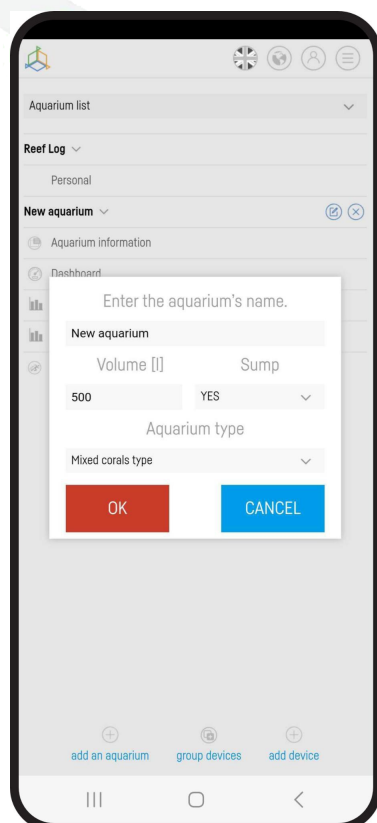 Aquarium list
Reef Log
Personal
New aquarium
Aquarium information
Dashboard
Enter the aquarium's name.
New aquarium
Volume [l] Sump
500 YES
Aquarium type
Mixed corals type
OK CANCEL
add an aquarium group devices add device